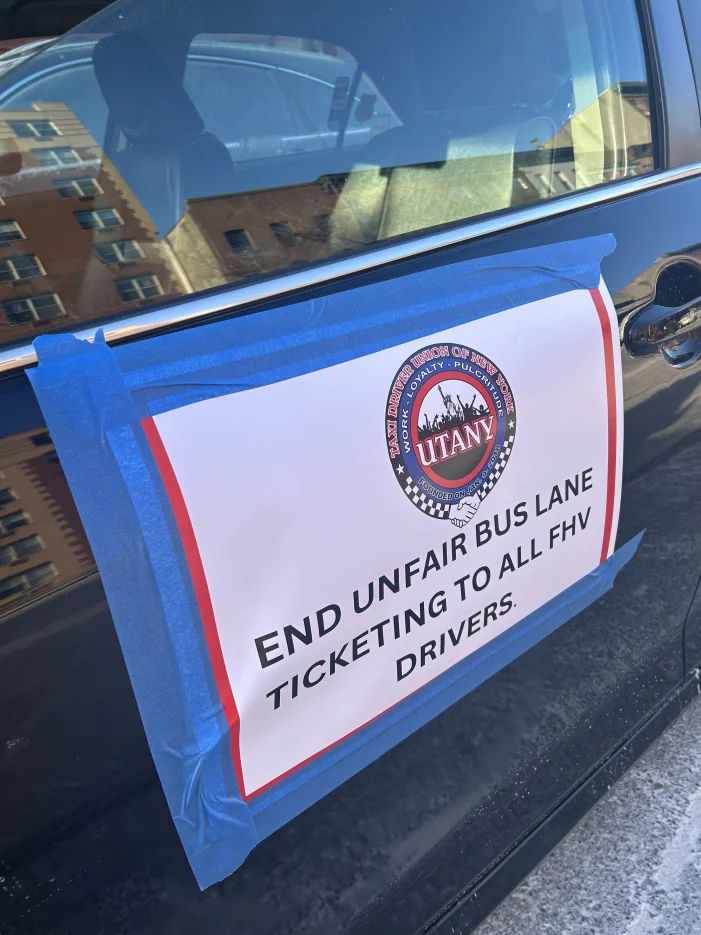 TAXI DRIVER UNION OF NEW YORK
WORK - LOYALTY - PULCRITUDE
UTANY
END UNFAIR BUS LANE
TICKETING TO ALL FHV
DRIVERS.